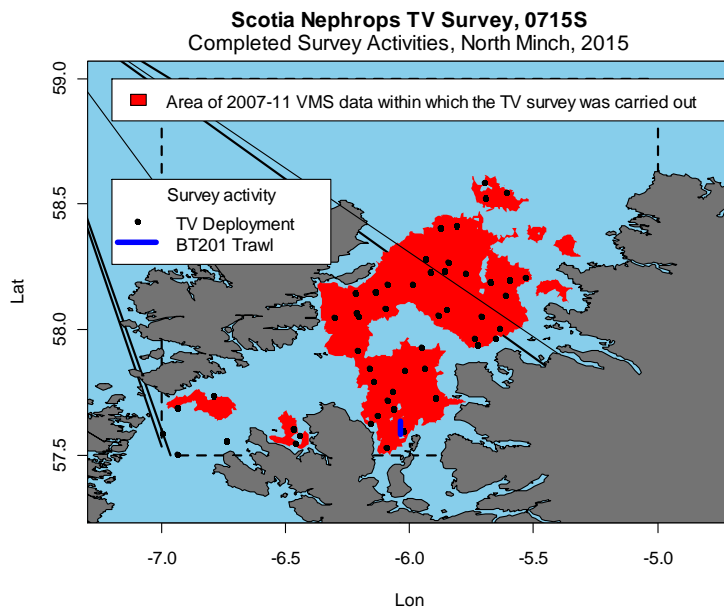 Scotia Nephrops TV Survey, 0715S
Completed Survey Activities, North Minch, 2015
Area of 2007-11 VMS data within which the TV survey was carried out
Survey activity
TV Deployment
BT201 Trawl
Lat
59.0
58.5
58.0
57.5
-7.0
-6.5
-6.0
-5.5
-5.0
Lon